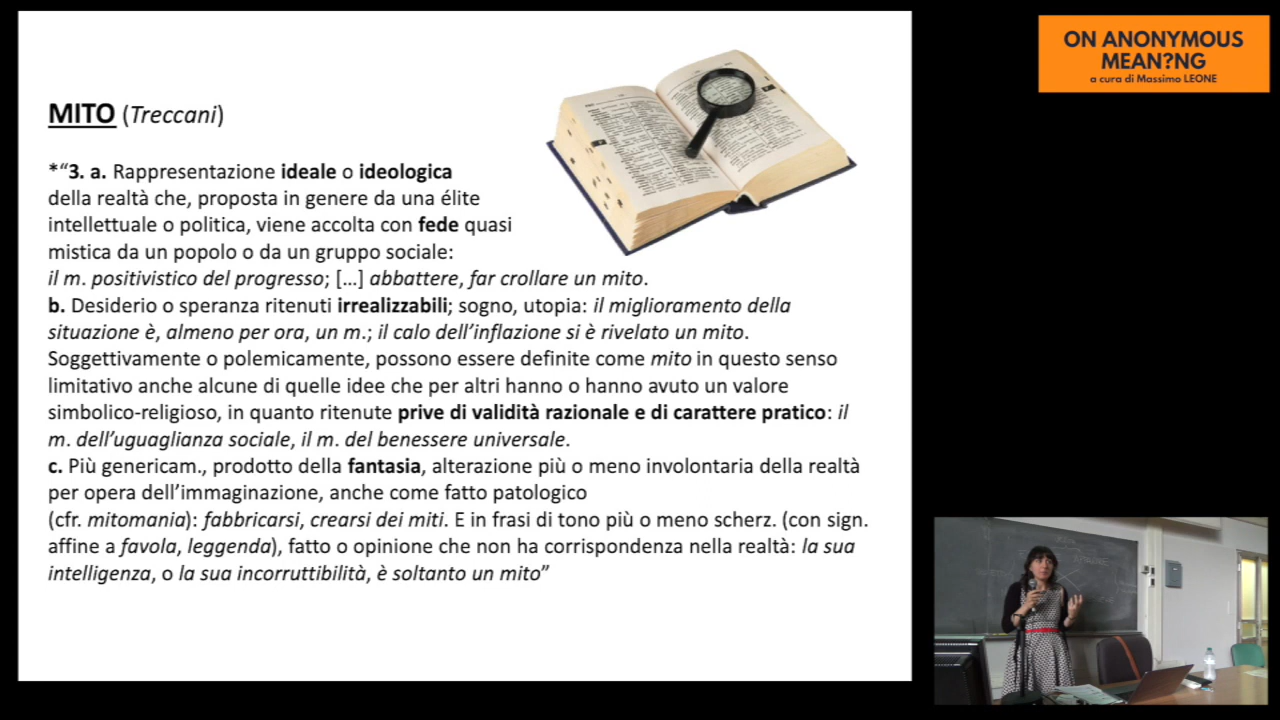 MITO (Treccani)
*“3. a. Rappresentazione ideale o ideologica
della realtà che, proposta in genere da una élite
intellettuale o politica, viene accolta con fede quasi
mistica da un popolo o da un gruppo sociale:
il m. positivistico del progresso; [...] abbattere, far crollare un mito.
b. Desiderio o speranza ritenuti irrealizzabili; sogno, utopia: il miglioramento della
situazione è, almeno per ora, un m.; il calo dell’inflazione si è rivelato un mito.
Soggettivamente o polemicamente, possono essere definite come mito in questo senso
limitativo anche alcune di quelle idee che per altri hanno o hanno avuto un valore
simbolico-religioso, in quanto ritenute prive di validità razionale e di carattere pratico: il
m. dell’uguaglianza sociale, il m. del benessere universale.
c. Più genericam., prodotto della fantasia, alterazione più o meno involontaria della realtà
per opera dell’immaginazione, anche come fatto patologico
(cfr. mitomania): fabbricarsi, crearsi dei miti. E in frasi di tono più o meno scherz. (con sign.
affine a favola, leggenda), fatto o opinione che non ha corrispondenza nella realtà: la sua
intelligenza, o la sua incorruttibilità, è soltanto un mito”
ON ANONYMOUS
MEAN?NG
a cura di Massimo LEONE